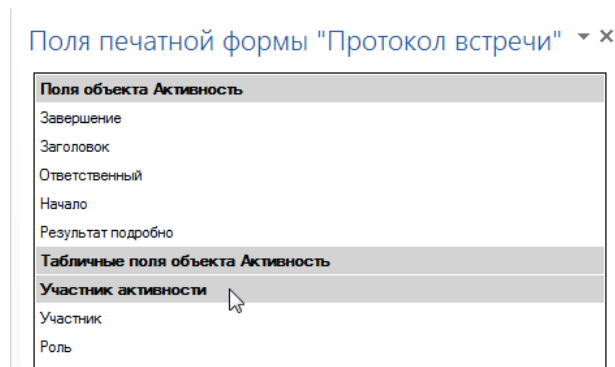 Поля печатной формы "Протокол встречи"
Поля объекта Активность
Завершение
Заголовок
Ответственный
Начало
Результат подробно
Табличные поля объекта Активность
Участник активности
Участник
Роль